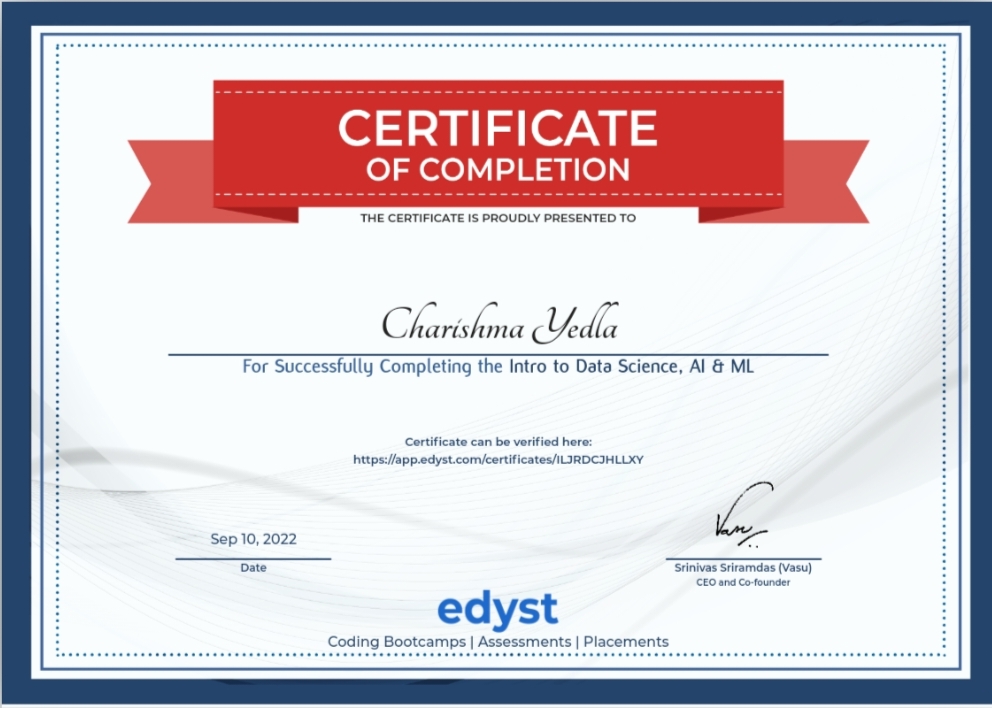 CERTIFICATE
OF COMPLETION
THE CERTIFICATE IS PROUDLY PRESENTED TO
Charishma Yedla
For Successfully Completing the Intro to Data Science, AI & ML
Certificate can be verified here:
https://app.edyst.com/certificates/ILJRDCJHLLXY
Vasu
Sep 10, 2022
Date
Srinivas Sriramdas (Vasu)
CEO and Co-founder
edyst
Coding Bootcamps | Assessments | Placements